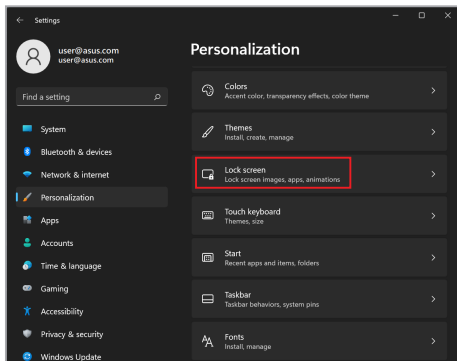 Settings
user@asus.com
user@asus.com
Find a setting
System
Bluetooth & devices
Network & internet
Personalization
Apps
Accounts
Time & language
Gaming
Accessibility
Privacy & security
Windows Update
Personalization
Colors
Accent color, transparency effects, color theme
Themes
Install, create, manage
Lock screen
Lock screen images, apps, animations
Touch keyboard
Themes, size
Start
Recent apps and items, folders
Taskbar
Taskbar behaviors, system pins
Fonts
Install, manage